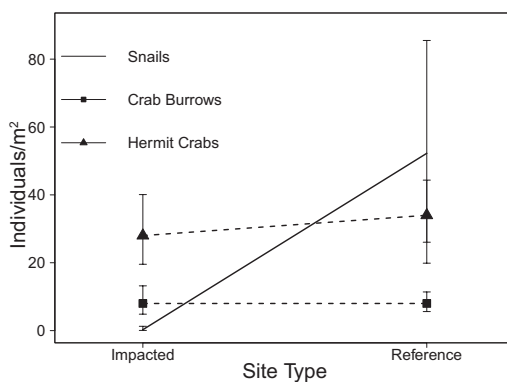 80
60
40
20
0
Individuals/m²
Snails
Crab Burrows
Hermit Crabs
Impacted
Reference
Site Type